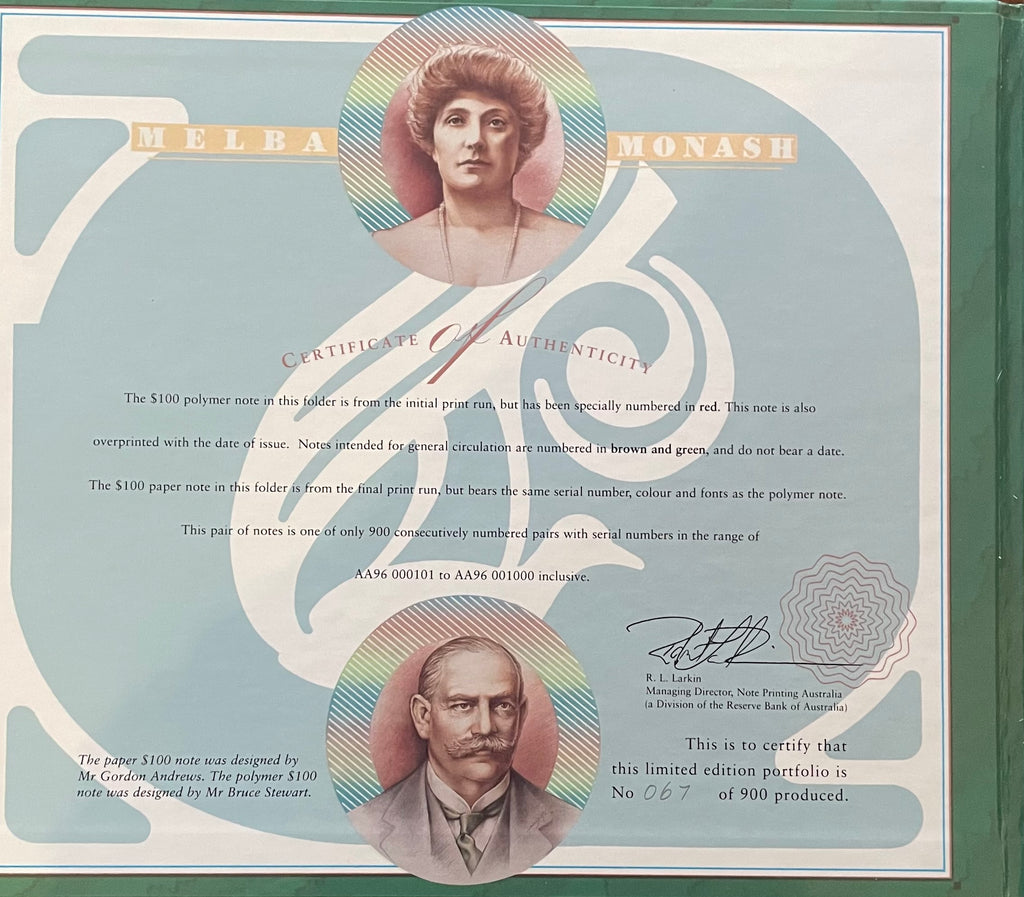 MELBA MONASH
CERTIFICATE of AUTHENTICITY
The $100 polymer note in this folder is from the initial print run, but has been specially numbered in red. This note is also
overprinted with the date of issue. Notes intended for general circulation are numbered in brown and green, and do not bear a date.
The $100 paper note in this folder is from the final print run, but bears the same serial number, colour and fonts as the polymer note.
This pair of notes is one of only 900 consecutively numbered pairs with serial numbers in the range of
AA96 000101 to AA96 001000 inclusive.
R. L. Larkin
Managing Director, Note Printing Australia
(a Division of the Reserve Bank of Australia)
The paper $100 note was designed by
Mr Gordon Andrews. The polymer $100
note was designed by Mr Bruce Stewart.
This is to certify that
this limited edition portfolio is
No 067 of 900 produced.